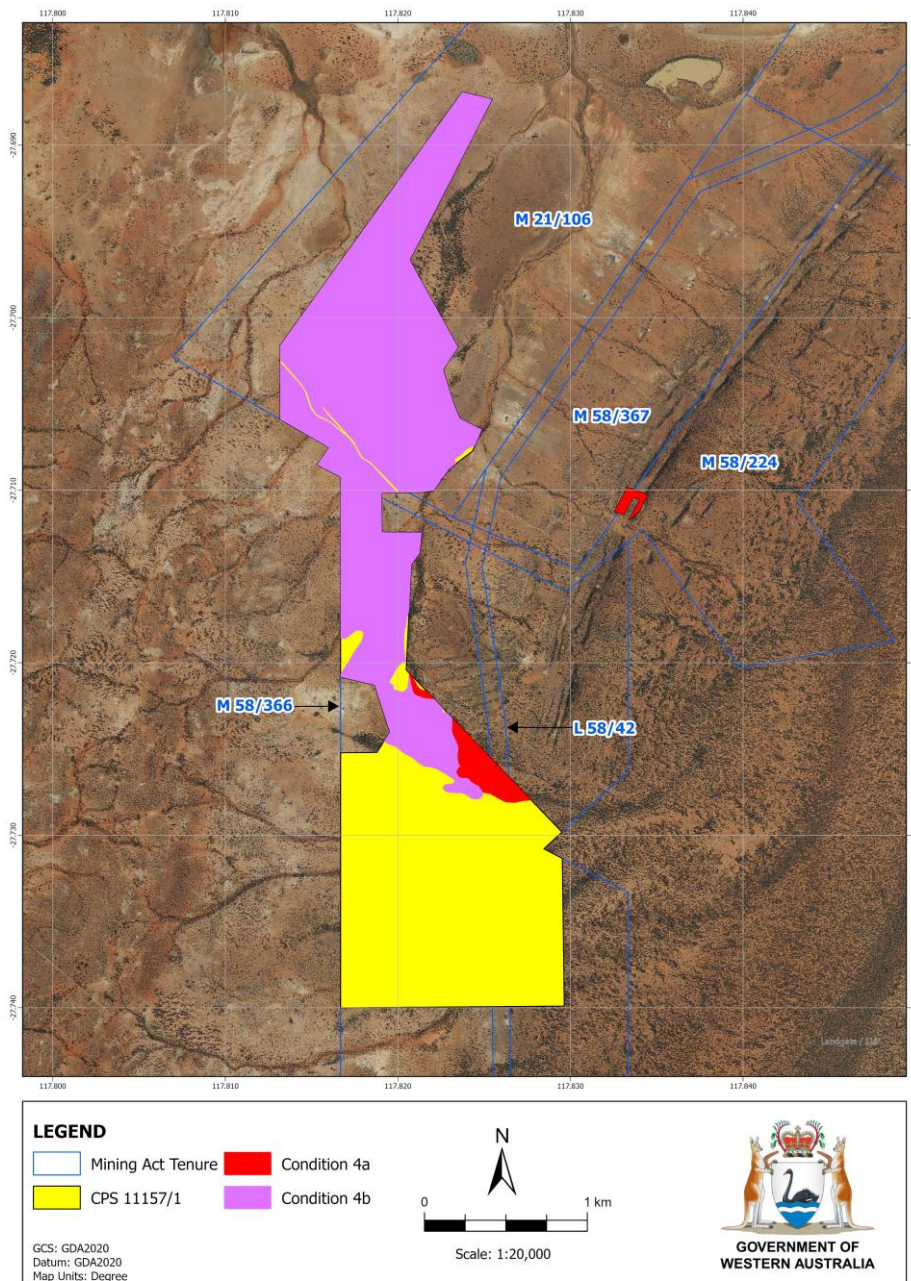 117.800 117.810 117.820 117.830 117.840
-27.690
-27.700
-27.710
-27.720
-27.730
-27.740
M 21/106
M 58/367
M 58/224
M 58/366
L 58/42
117.800 117.810 117.820 117.830 117.840
LEGEND
Mining Act Tenure
Condition 4a
CPS 11157/1
Condition 4b
GCS: GDA2020
Datum: GDA2020
Map Units: Degree
N
0 1 km
Scale: 1:20,000
GOVERNMENT OF
WESTERN AUSTRALIA